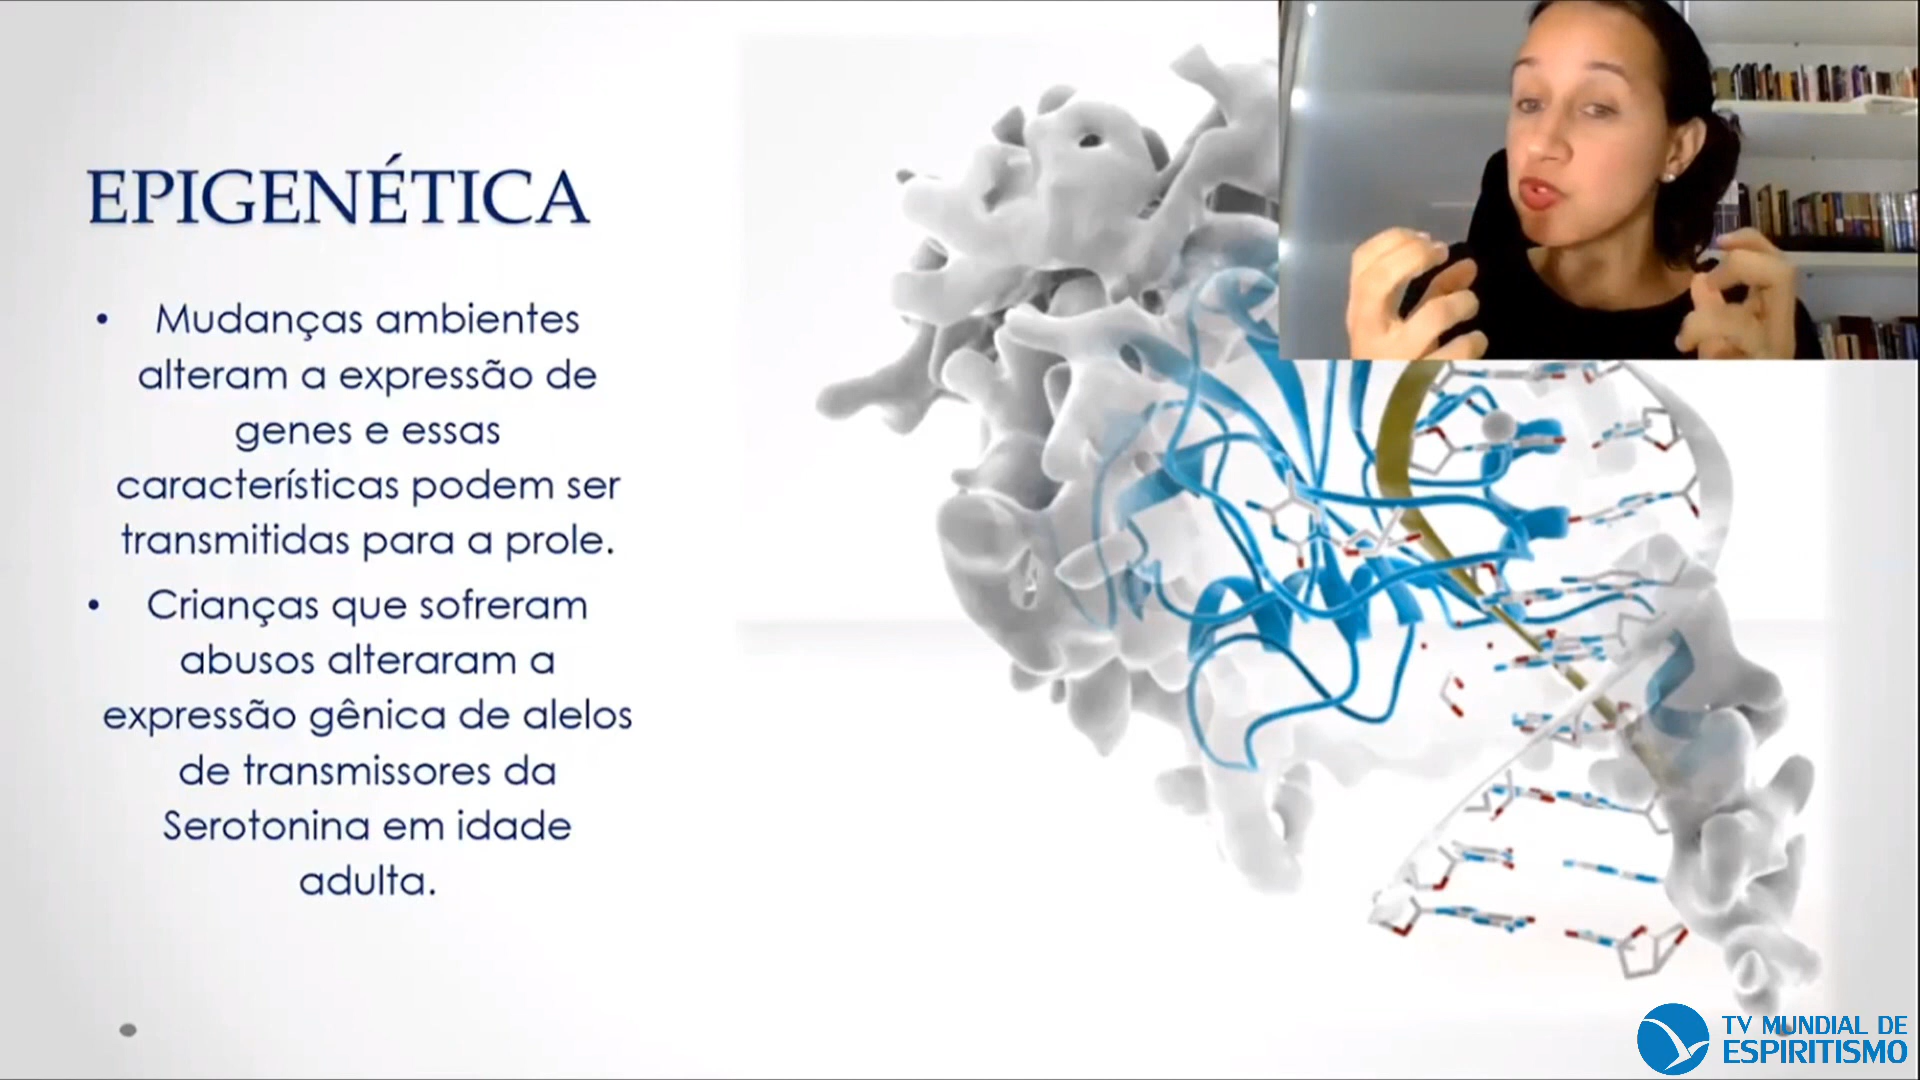 EPIGENÉTICA
• Mudanças ambientes
alteram a expressão de
genes e essas
características podem ser
transmitidas para a prole.
• Crianças que sofreram
abusos alteraram a
expressão gênica de alelos
de transmissores da
Serotonina em idade
adulta.
TV MUNDIAL DE
ESPIRITISMO